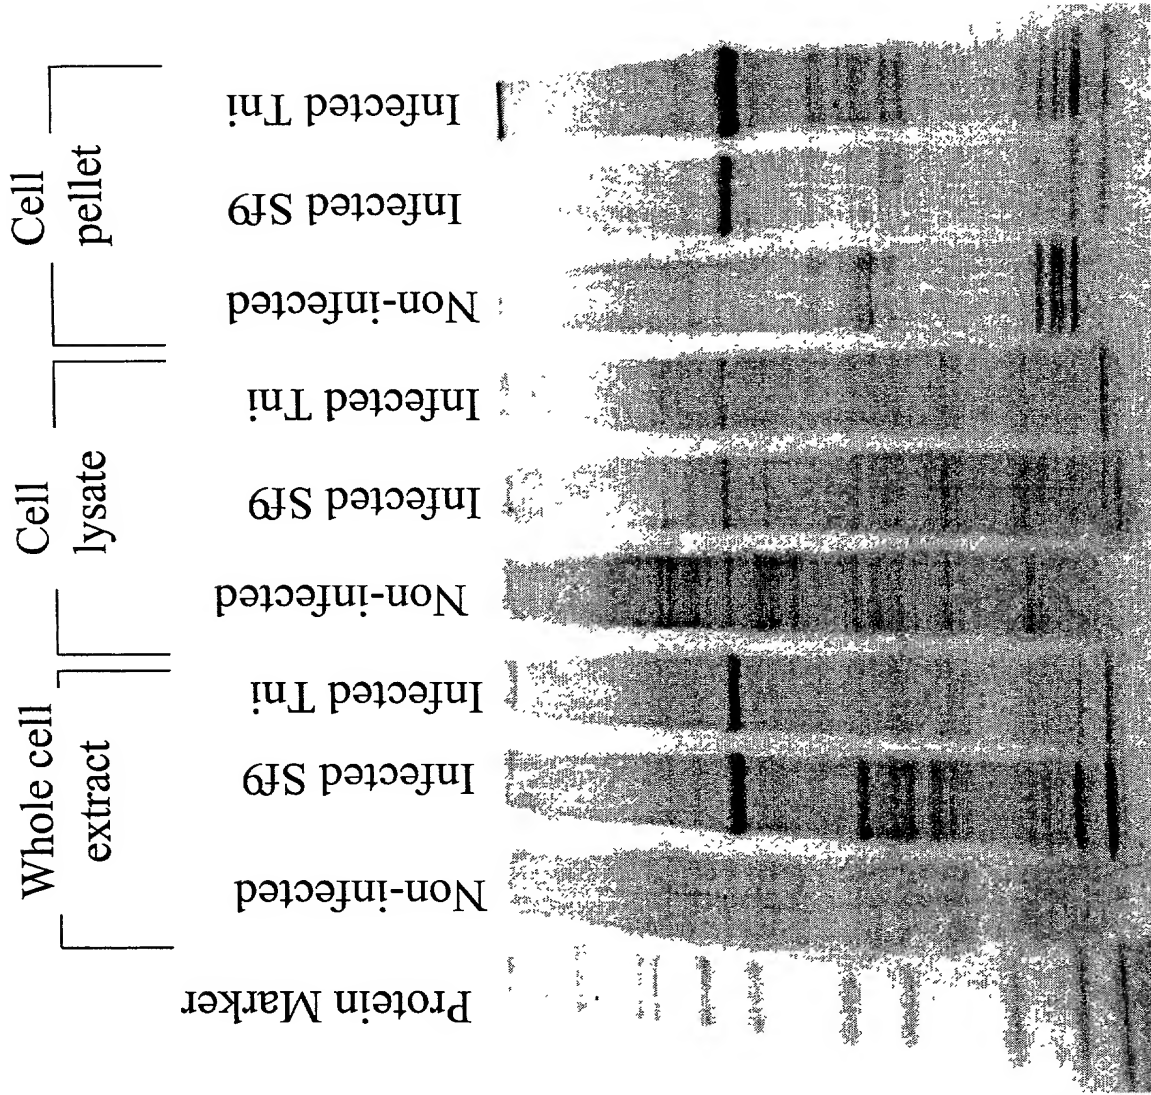 Protein Marker
Whole cell
extract
Non-infected
Infected Sf9
Infected Tni
Cell
lysate
Non-infected
Infected Sf9
Infected Tni
Cell
pellet
Non-infected
Infected Sf9
Infected Tni